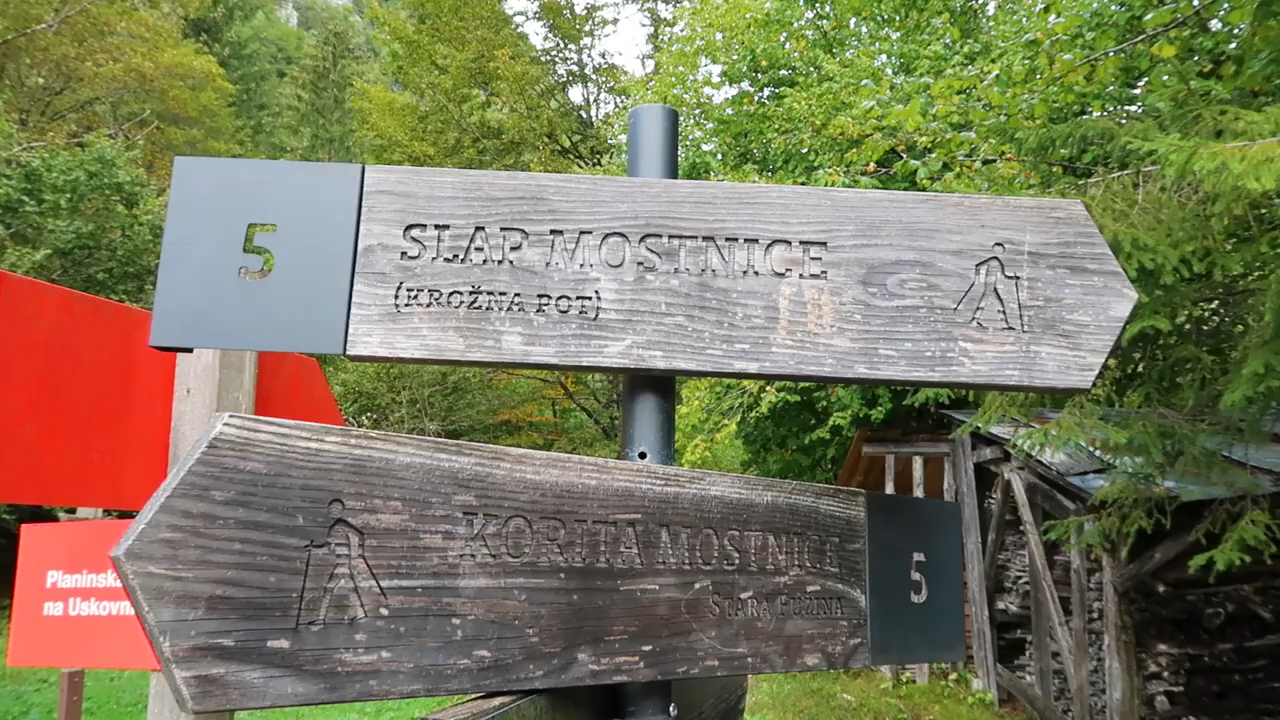 5
SLAP MOSTNICE
(KROŽNA POT)
KORITA MOSTNICE
STARA FUŽINA
5
Planinska
na Uskovni